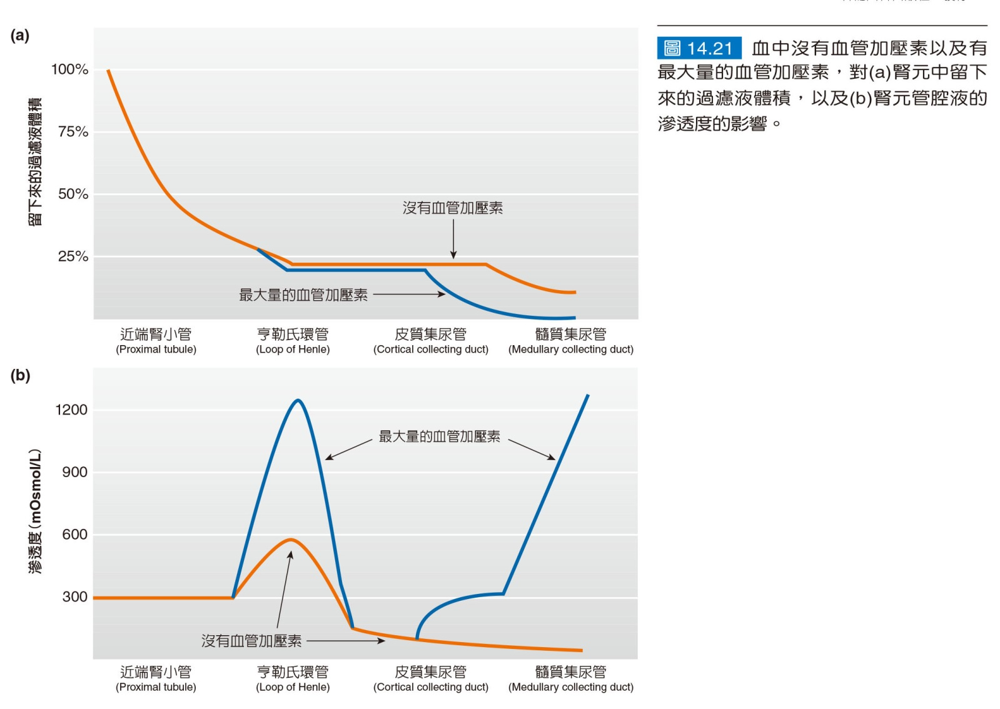 圖 14.21 血中沒有血管加壓素以及有
最大量的血管加壓素，對(a)腎元中留下
來的過濾液體積，以及(b)腎元管腔液的
滲透度的影響。
(a)
留下來的過濾液體積
100%
75%
50%
25%
沒有血管加壓素
最大量的血管加壓素
近端腎小管
(Proximal tubule)
亨勒氏環管
(Loop of Henle)
皮質集尿管
(Cortical collecting duct)
髓質集尿管
(Medullary collecting duct)
(b)
滲透度（mOsmol/L）
1200
900
600
300
最大量的血管加壓素
沒有血管加壓素
近端腎小管
(Proximal tubule)
亨勒氏環管
(Loop of Henle)
皮質集尿管
(Cortical collecting duct)
髓質集尿管
(Medullary collecting duct)